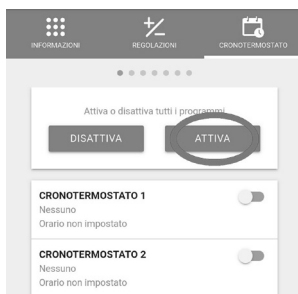 INFORMAZIONI
REGOLAZIONI
CRONOTERMOSTATO
Attiva o disattiva tutti i programmi
DISATTIVA
ATTIVA
CRONOTERMOSTATO 1
Nessuno
Orario non impostato
CRONOTERMOSTATO 2
Nessuno
Orario non impostato